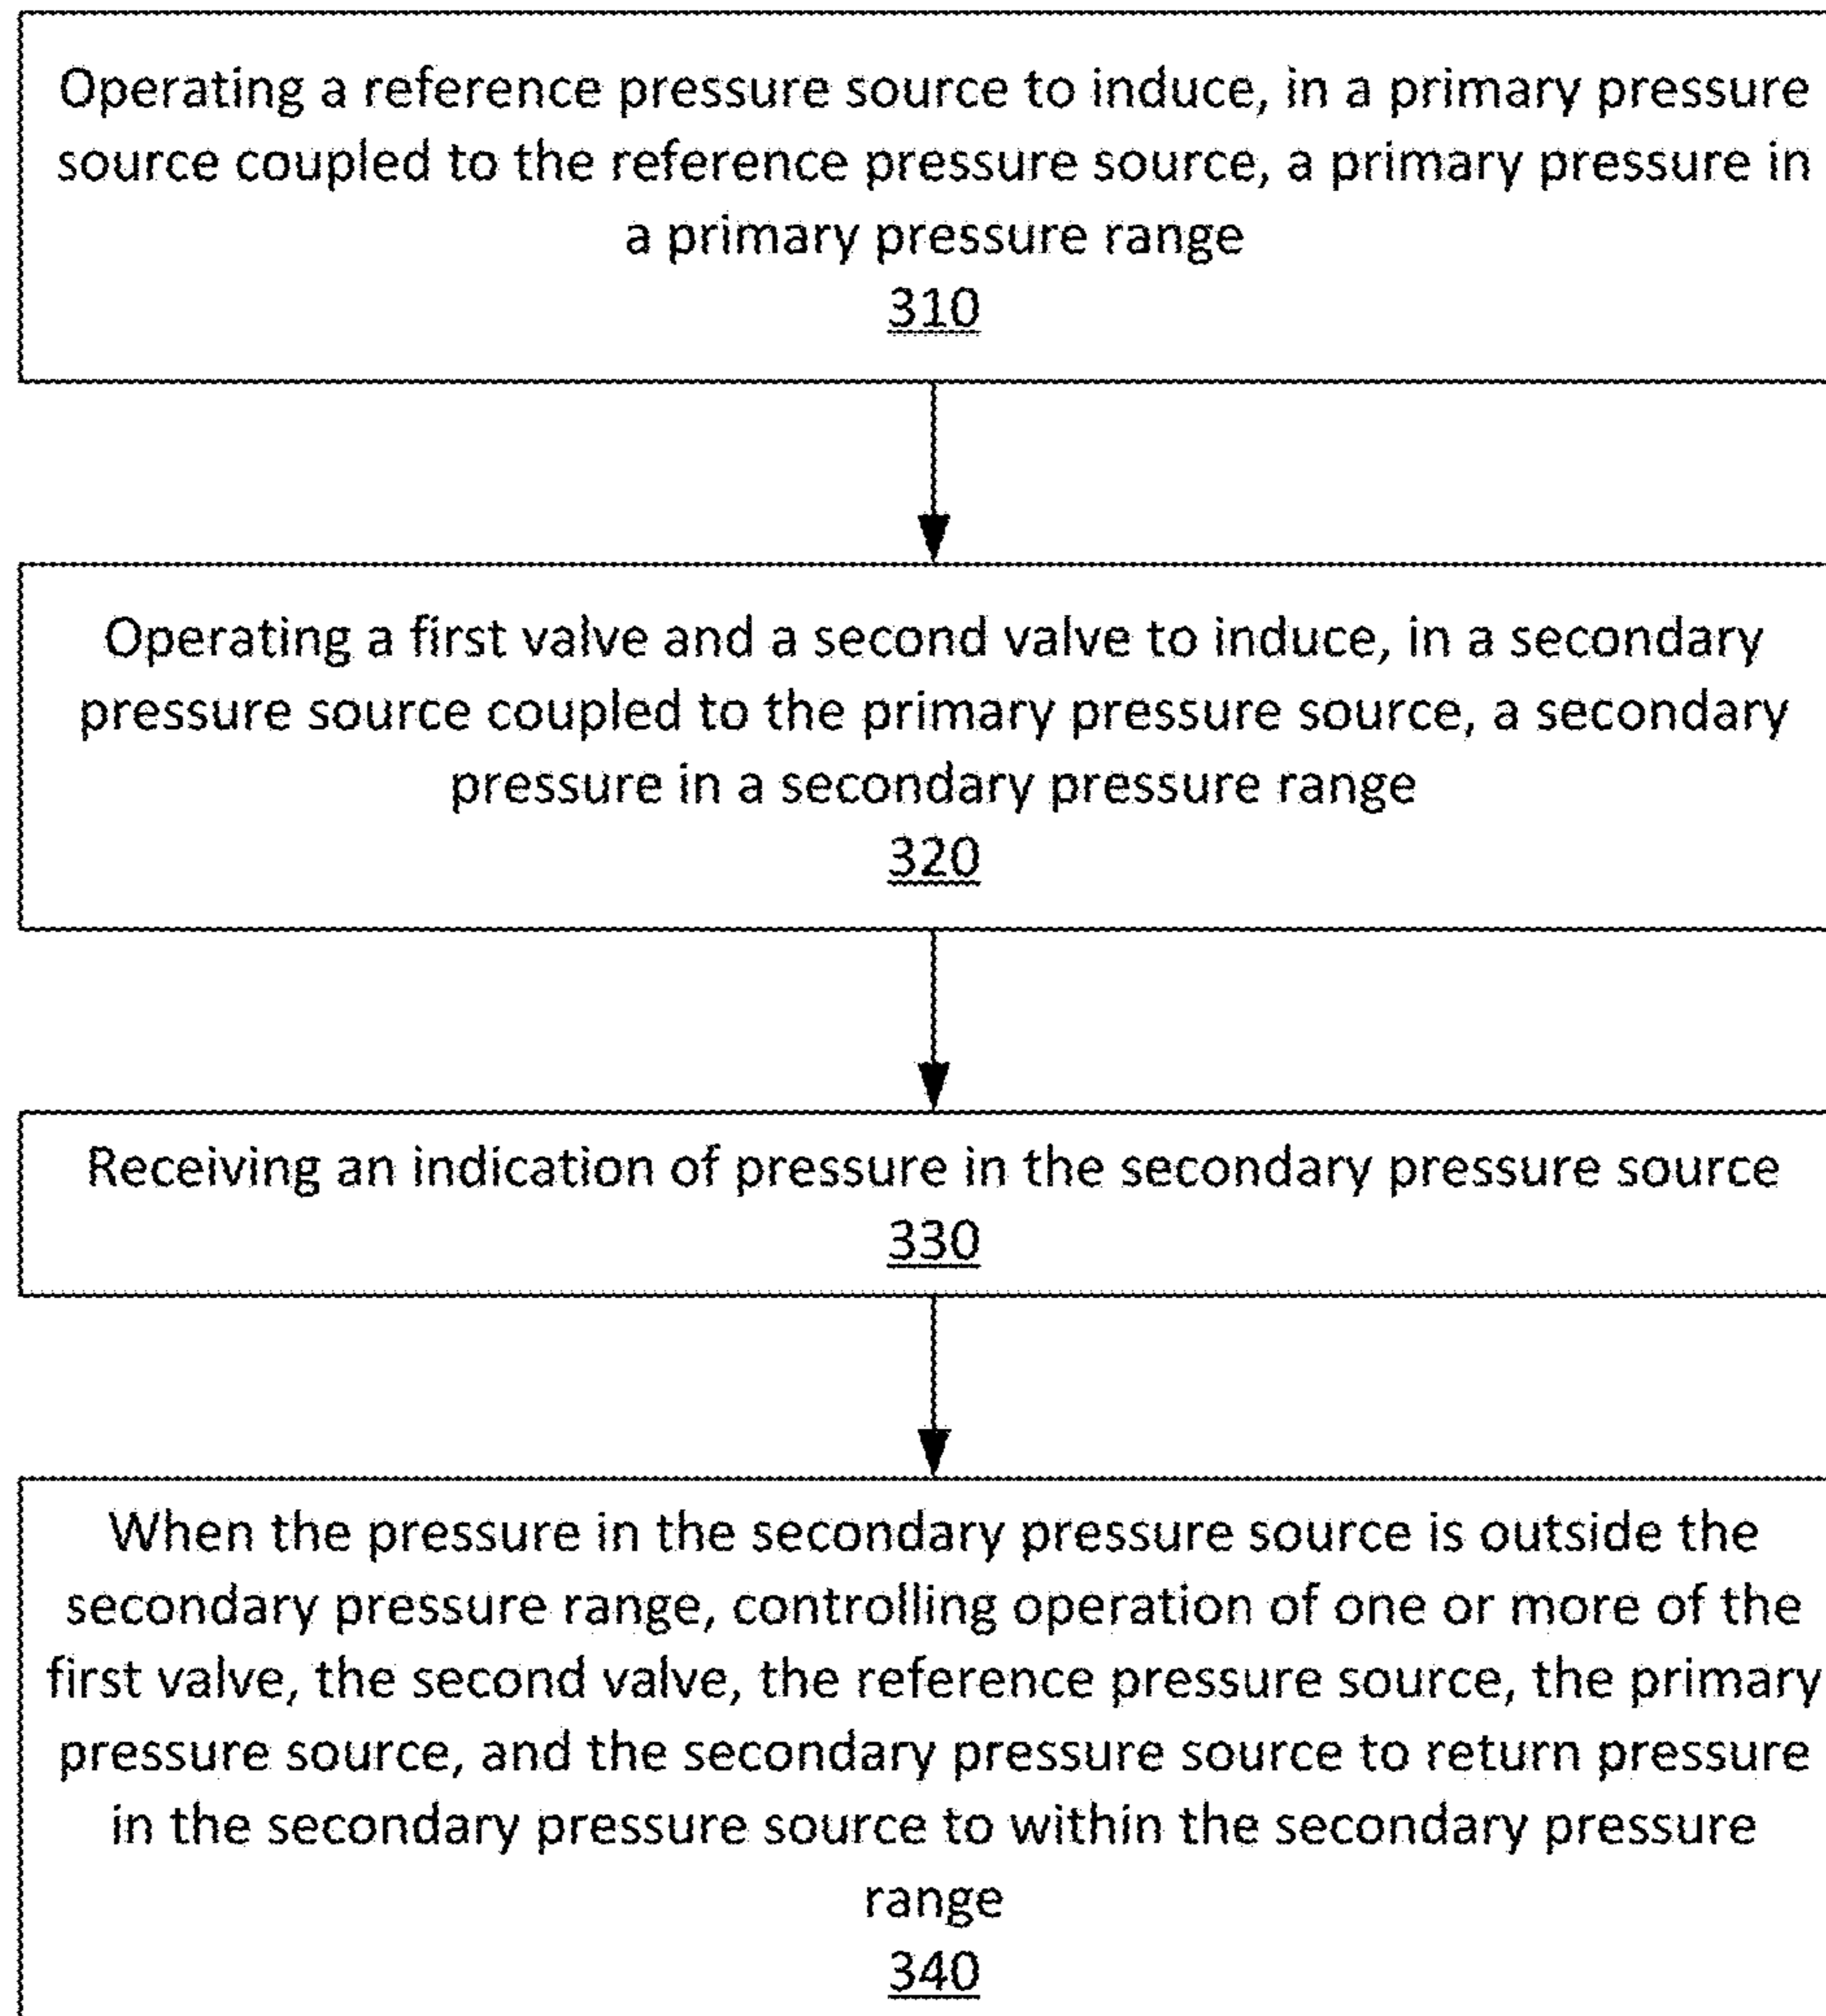 Operating a reference pressure source to induce, in a primary pressure
source coupled to the reference pressure source, a primary pressure in
a primary pressure range
310
Operating a first valve and a second valve to induce, in a secondary
pressure source coupled to the primary pressure source, a secondary
pressure in a secondary pressure range
320
Receiving an indication of pressure in the secondary pressure source
330
When the pressure in the secondary pressure source is outside the
secondary pressure range, controlling operation of one or more of the
first valve, the second valve, the reference pressure source, the primary
pressure source, and the secondary pressure source to return pressure
in the secondary pressure source to within the secondary pressure
range
340